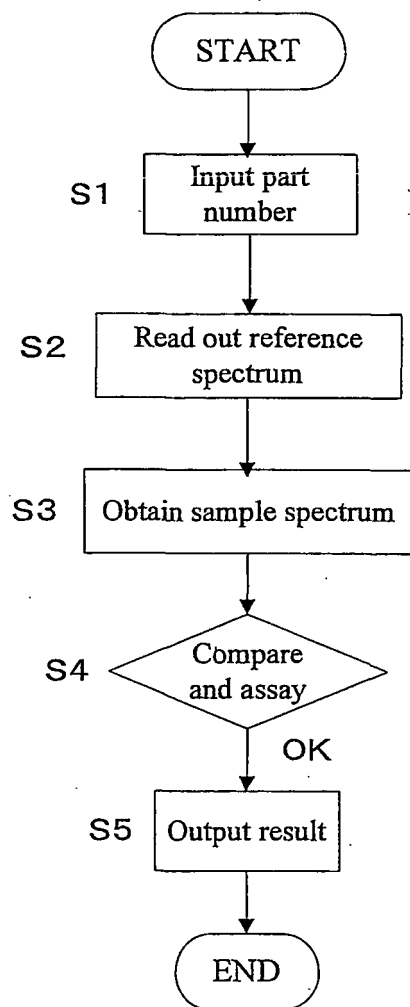 START
S1
Input part
number
S2
Read out reference
spectrum
S3
Obtain sample spectrum
S4
Compare
and assay
OK
S5
Output result
END